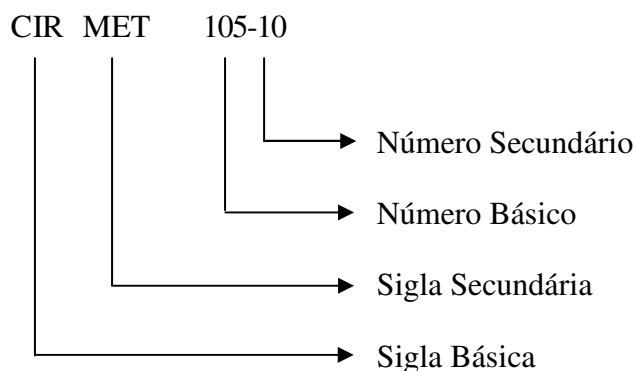 CIR MET 105-10
Número Secundário
Número Básico
Sigla Secundária
Sigla Básica